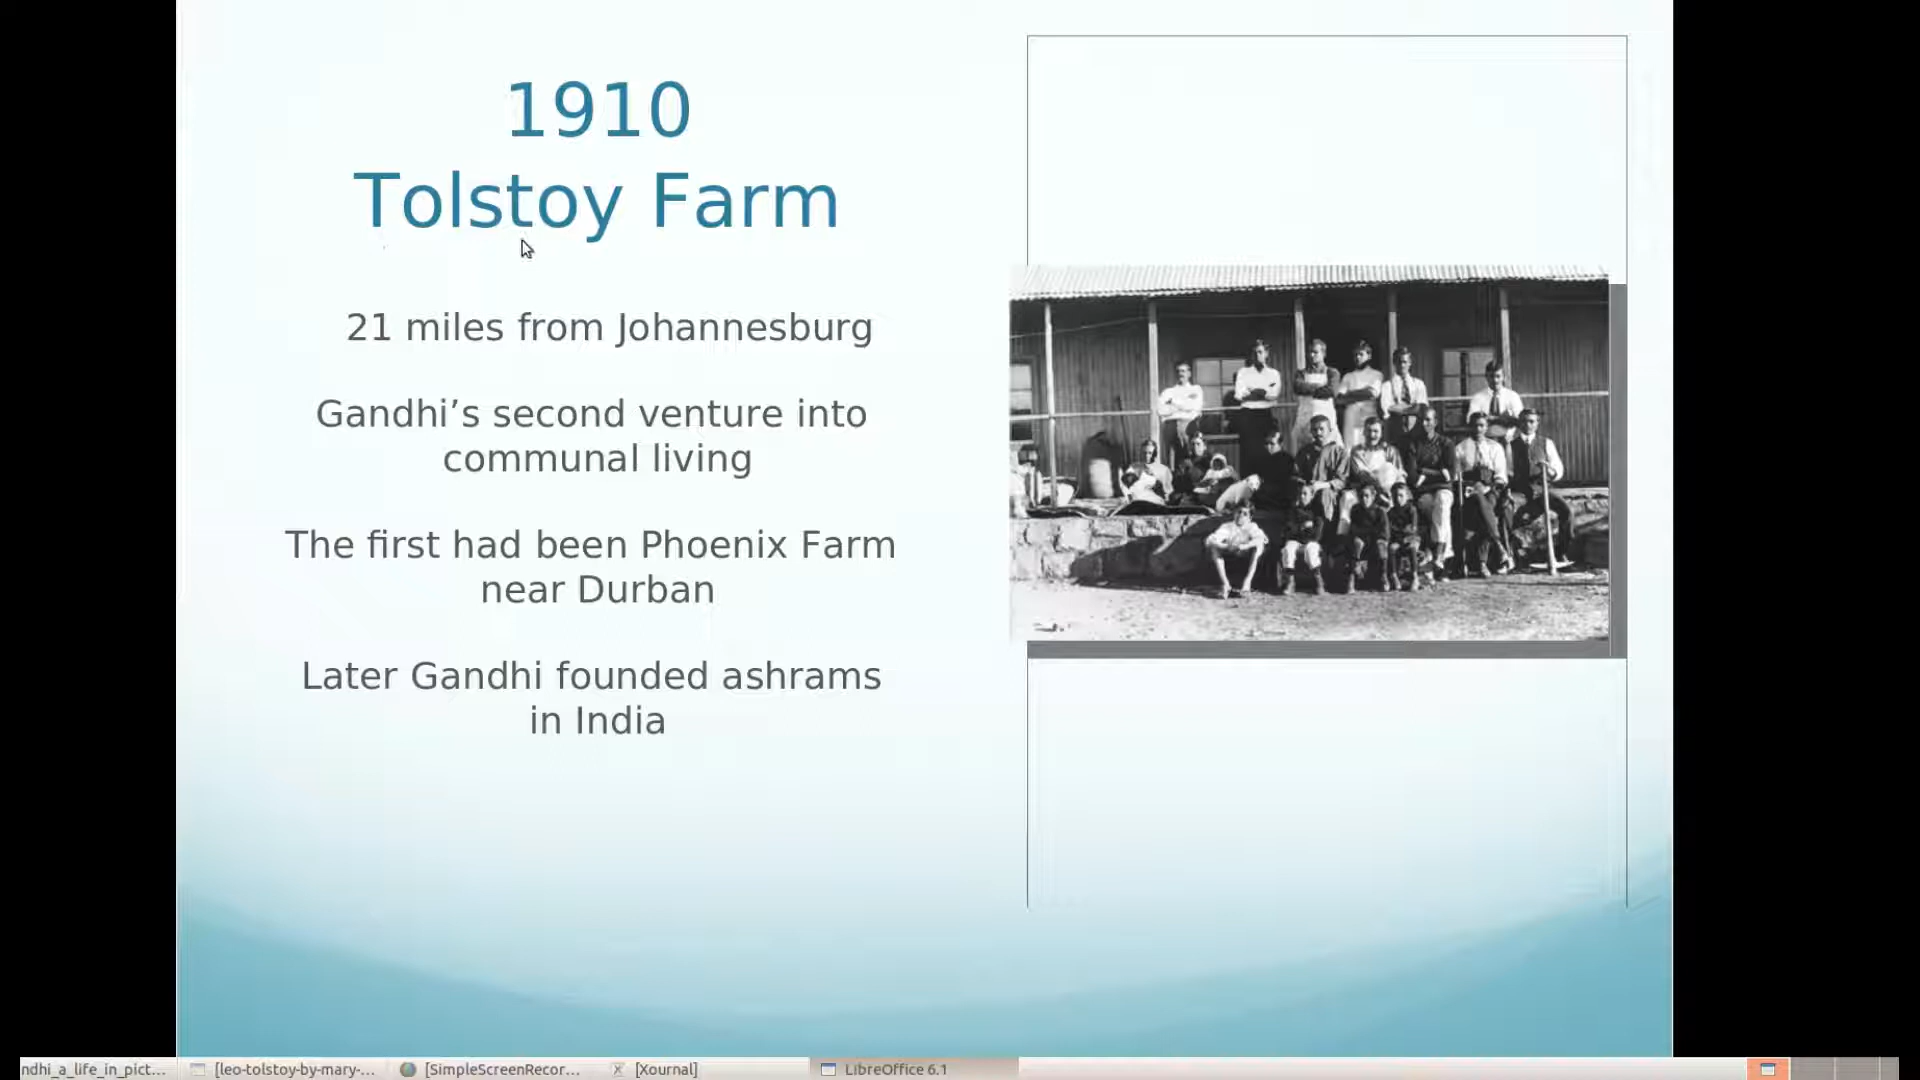 1910
Tolstoy Farm
21 miles from Johannesburg
Gandhi’s second venture into
communal living
The first had been Phoenix Farm
near Durban
Later Gandhi founded ashrams
in India
ndhi_a_life_in_pict...
[leo-tolstoy-by-mary-...
[SimpleScreenRecor...
[Xournal]
LibreOffice 6.1